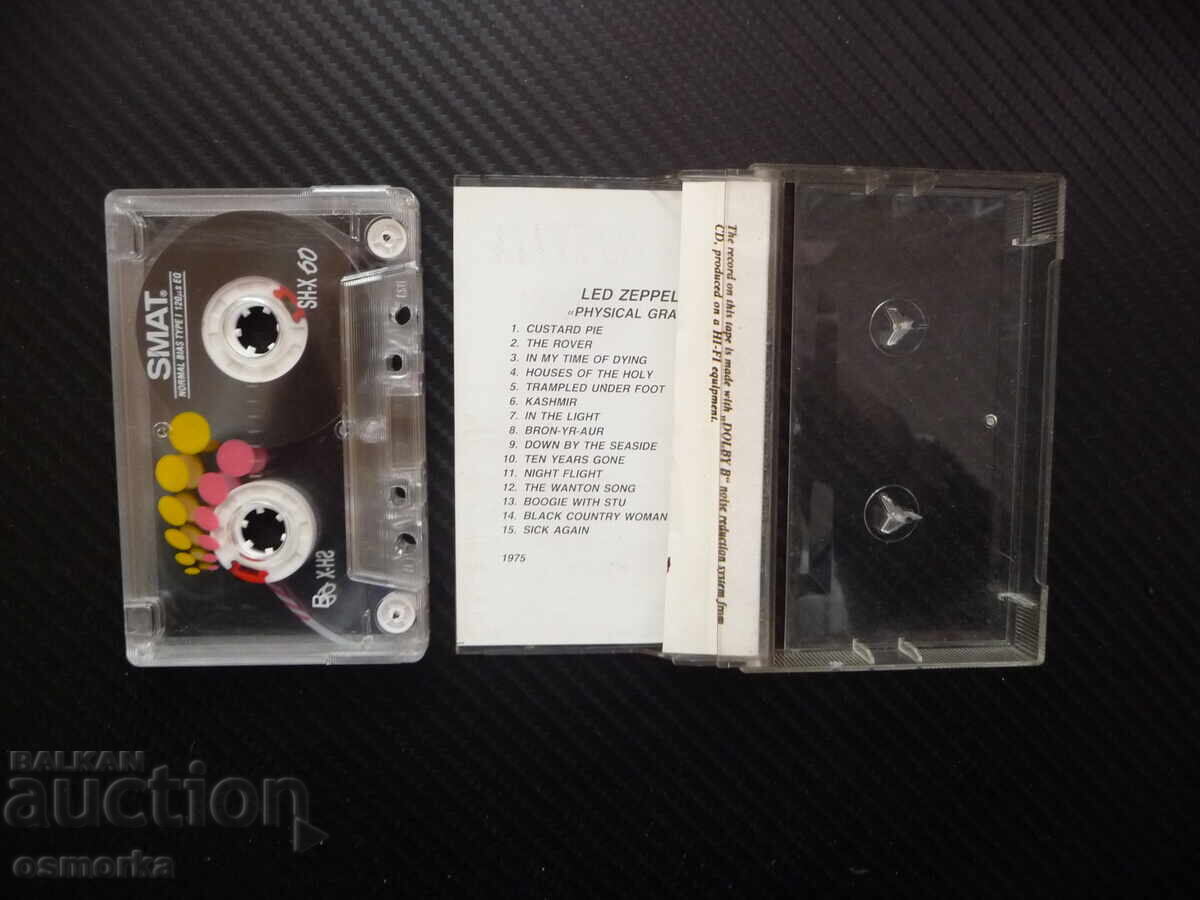 SMAT®
NORMAL BIAS TYPE I 120µs EQ
SH-X 60
SH-X
LED ZEPPEL
„PHYSICAL GRA
1. CUSTARD PIE
2. THE ROVER
3. IN MY TIME OF DYING
4. HOUSES OF THE HOLY
5. TRAMPLED UNDER FOOT
6. KASHMIR
7. IN THE LIGHT
8. BRON-YR-AUR
9. DOWN BY THE SEASIDE
10. TEN YEARS GONE
11. NIGHT FLIGHT
12. THE WANTON SONG
13. BOOGIE WITH STU
14. BLACK COUNTRY WOMAN
15. SICK AGAIN
1975
The record on this tape is made with „DOLBY B“ noise reduction system from
CD, produced on a HI-FI equipment.
BALKAN
auction
osmorka